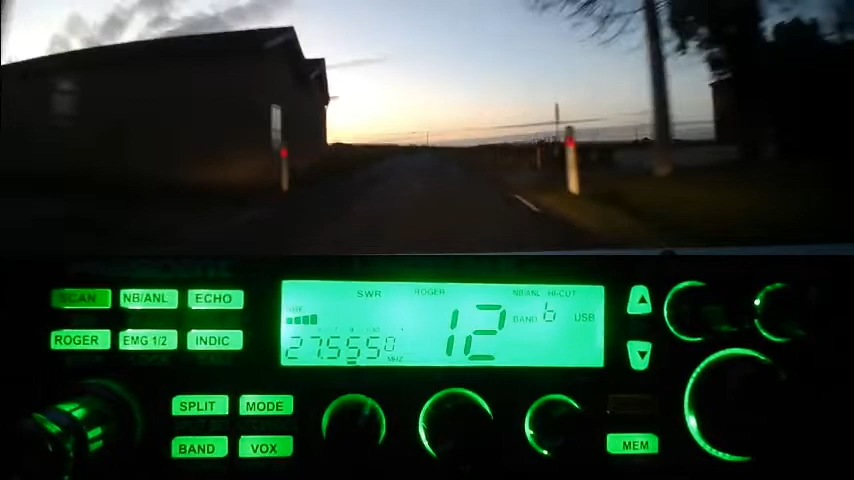 SCAN NB/ANL ECHO
ROGER EMG 1/2 INDIC
SPLIT MODE
BAND VOX
SWR ROGER NB/ANL HI-CUT
12 BAND 6 USB
27.5550 MHZ
MEM